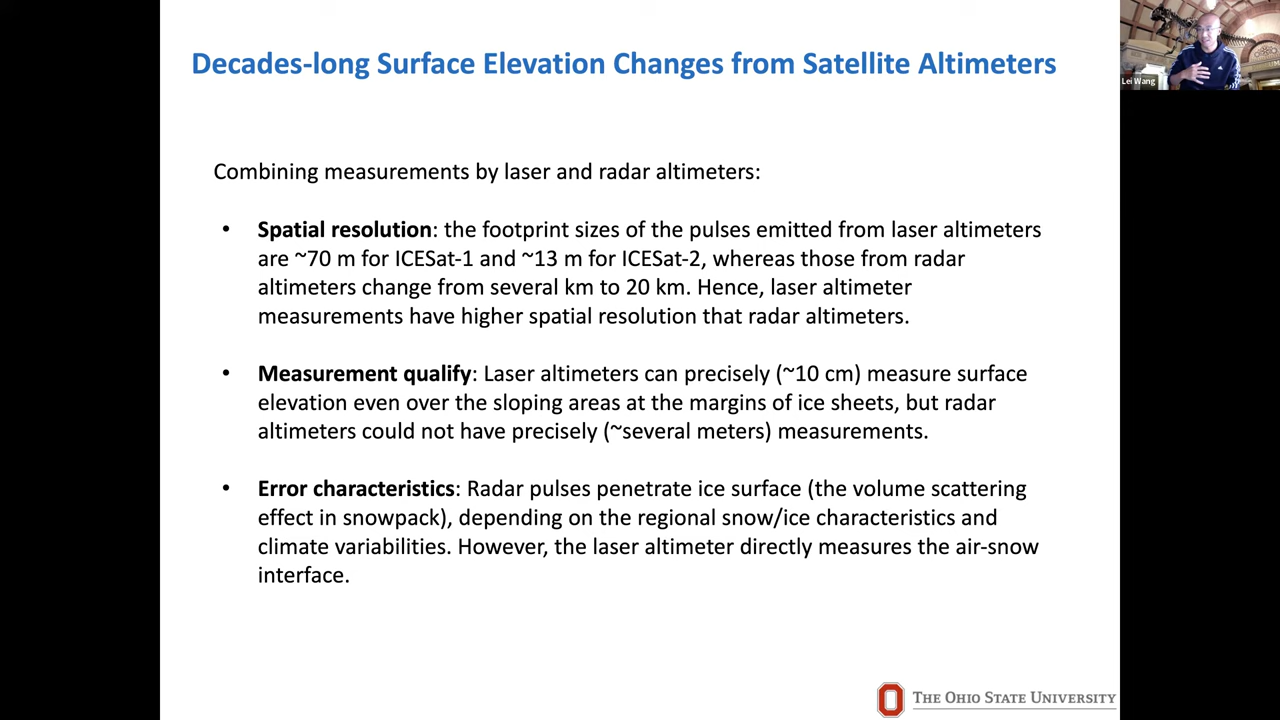 Decades-long Surface Elevation Changes from Satellite Altimeters
Lei Wang
Combining measurements by laser and radar altimeters:
• Spatial resolution: the footprint sizes of the pulses emitted from laser altimeters
are ~70 m for ICESat-1 and ~13 m for ICESat-2, whereas those from radar
altimeters change from several km to 20 km. Hence, laser altimeter
measurements have higher spatial resolution that radar altimeters.
• Measurement qualify: Laser altimeters can precisely (~10 cm) measure surface
elevation even over the sloping areas at the margins of ice sheets, but radar
altimeters could not have precisely (~several meters) measurements.
• Error characteristics: Radar pulses penetrate ice surface (the volume scattering
effect in snowpack), depending on the regional snow/ice characteristics and
climate variabilities. However, the laser altimeter directly measures the air-snow
interface.
THE OHIO STATE UNIVERSITY